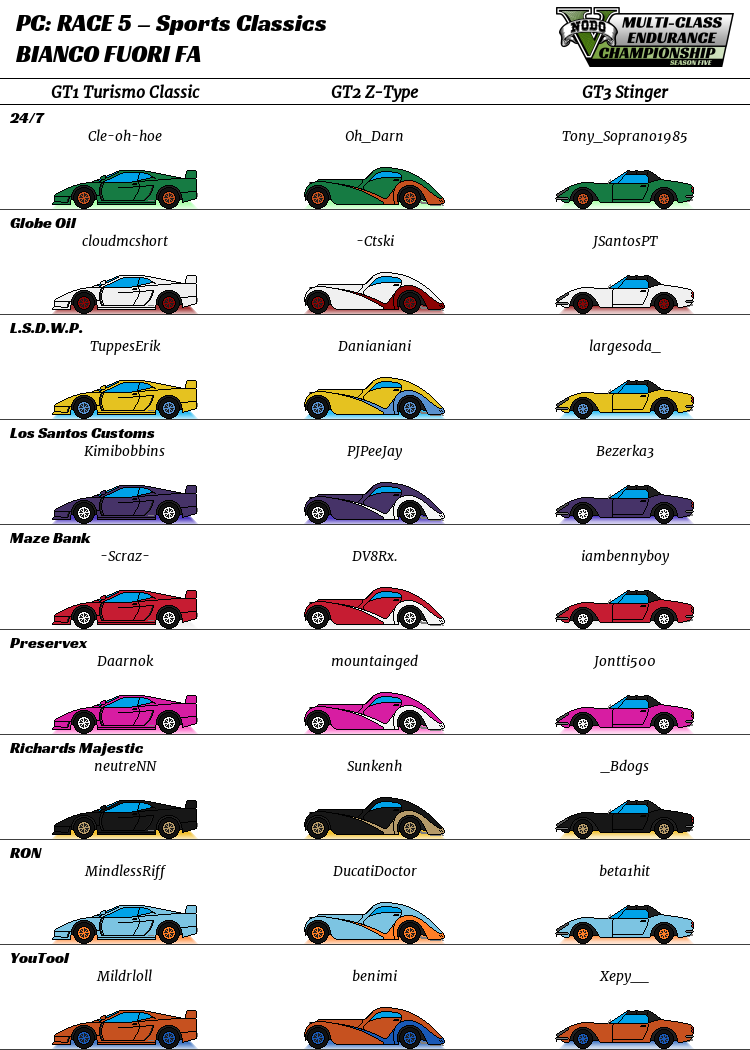 PC: RACE 5 – Sports Classics
BIANCO FUORI FA
NODO
MULTI-CLASS
ENDURANCE
CHAMPIONSHIP
SEASON FIVE
GT1 Turismo Classic GT2 Z-Type GT3 Stinger
24/7
Cle-oh-hoe Oh_Darn Tony_Soprano1985
Globe Oil
cloudmcshort -Ctski JSantosPT
L.S.D.W.P.
TuppesErik Danianiani largesoda_
Los Santos Customs
Kimibobbins PJPeeJay Bezerka3
Maze Bank
-Scraz- DV8Rx. iambennyboy
Preservex
Daarnok mountainged Jontti500
Richards Majestic
neutreNN Sunkenh _Bdogs
RON
MindlessRiff DucatiDoctor beta1hit
YouTool
Mildrloll benimi Xepy__